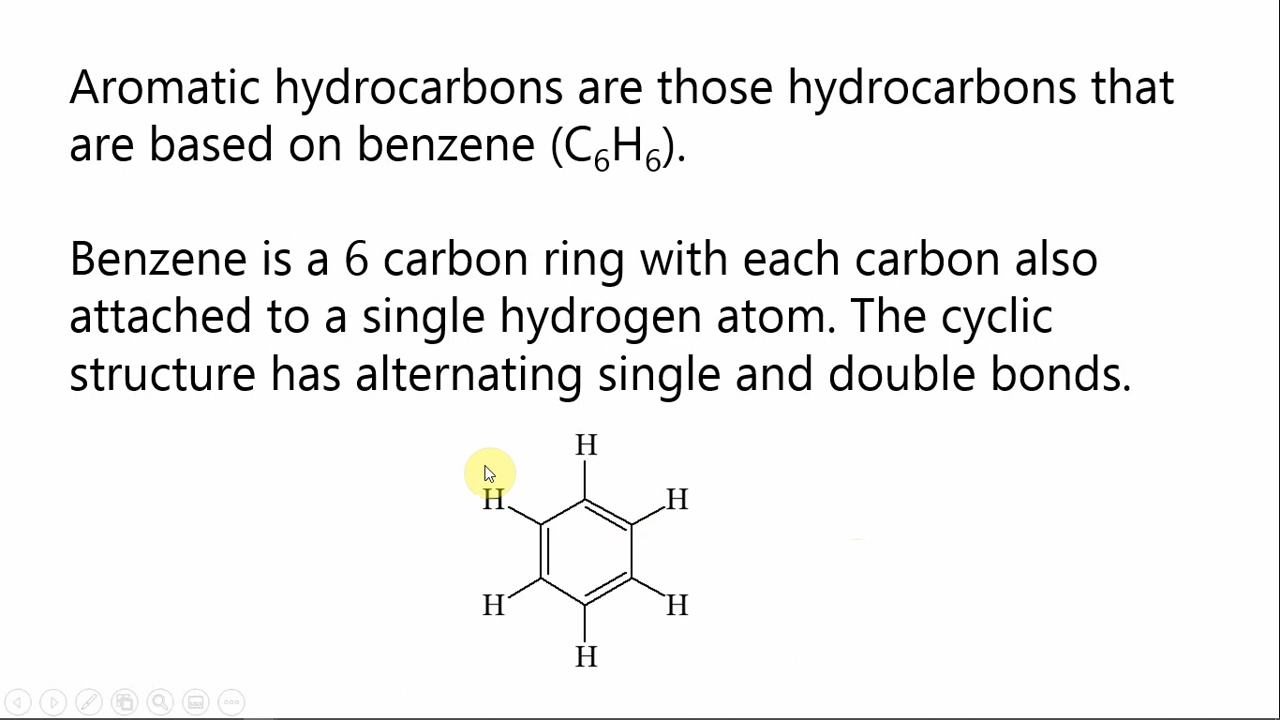 Aromatic hydrocarbons are those hydrocarbons that
are based on benzene (C₆H₆).
Benzene is a 6 carbon ring with each carbon also
attached to a single hydrogen atom. The cyclic
structure has alternating single and double bonds.
H
H H
H H
H